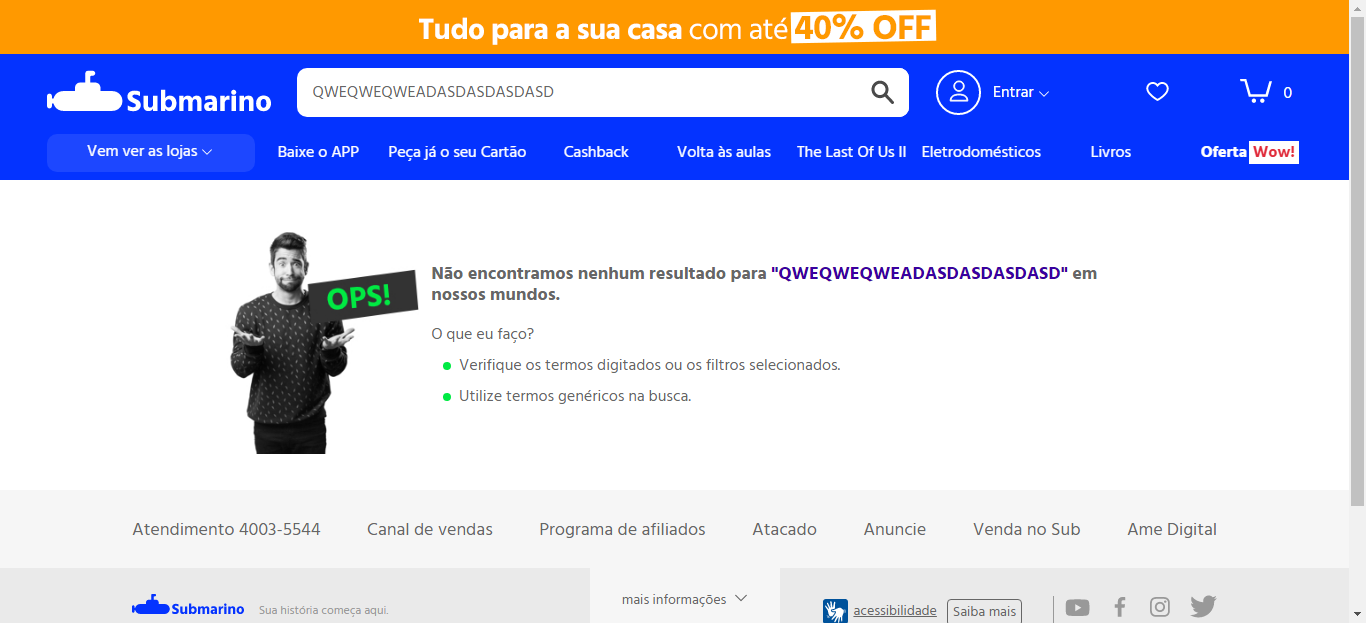 Tudo para a sua casa com até 40% OFF
Submarino
QWEQWEQWEADASDASDASDASD
Entrar
0
Vem ver as lojas
Baixe o APP
Peça já o seu Cartão
Cashback
Volta às aulas
The Last Of Us II
Eletrodomésticos
Livros
Oferta Wow!
OPS!
Não encontramos nenhum resultado para "QWEQWEQWEADASDASDASDASD" em
nossos mundos.
O que eu faço?
Verifique os termos digitados ou os filtros selecionados.
Utilize termos genéricos na busca.
Atendimento 4003-5544
Canal de vendas
Programa de afiliados
Atacado
Anuncie
Venda no Sub
Ame Digital
Submarino
Sua história começa aqui.
mais informações
acessibilidade
Saiba mais